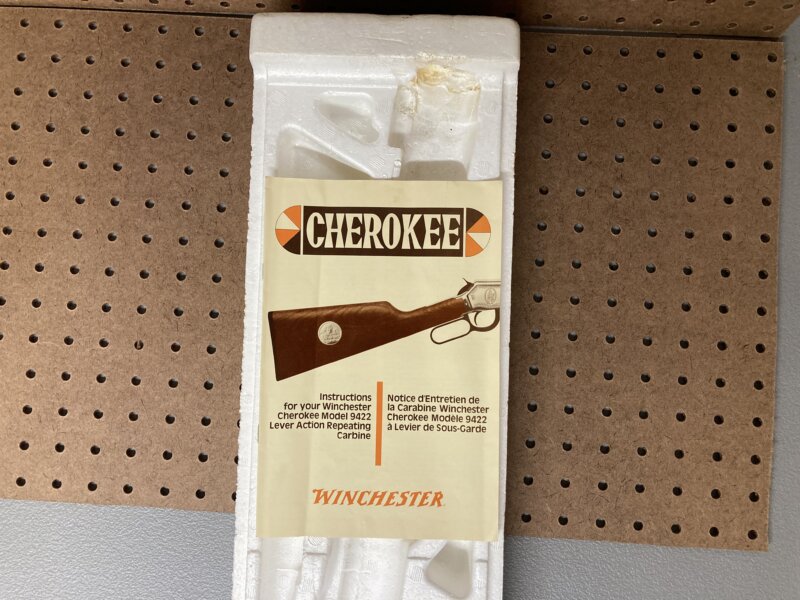 CHEROKEE
Instructions
for your Winchester
Cherokee Model 9422
Lever Action Repeating
Carbine
Notice d'Entretien de
la Carabine Winchester
Cherokee Modèle 9422
à Levier de Sous-Garde
WINCHESTER